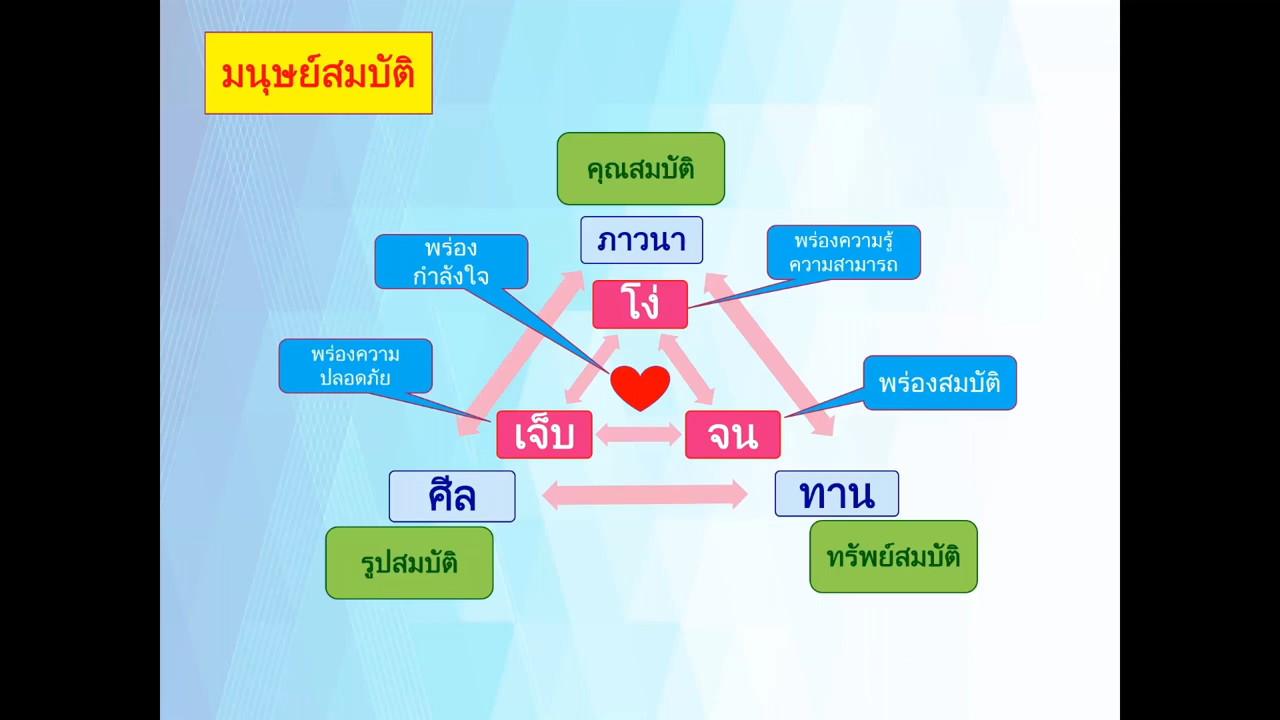 มนุษย์สมบัติ
คุณสมบัติ
ภาวนา
พร่อง
กำลังใจ
พร่องความรู้
ความสามารถ
โง่
พร่องความ
ปลอดภัย
พร่องสมบัติ
เจ็บ
จน
ศีล
ทาน
รูปสมบัติ
ทรัพย์สมบัติ